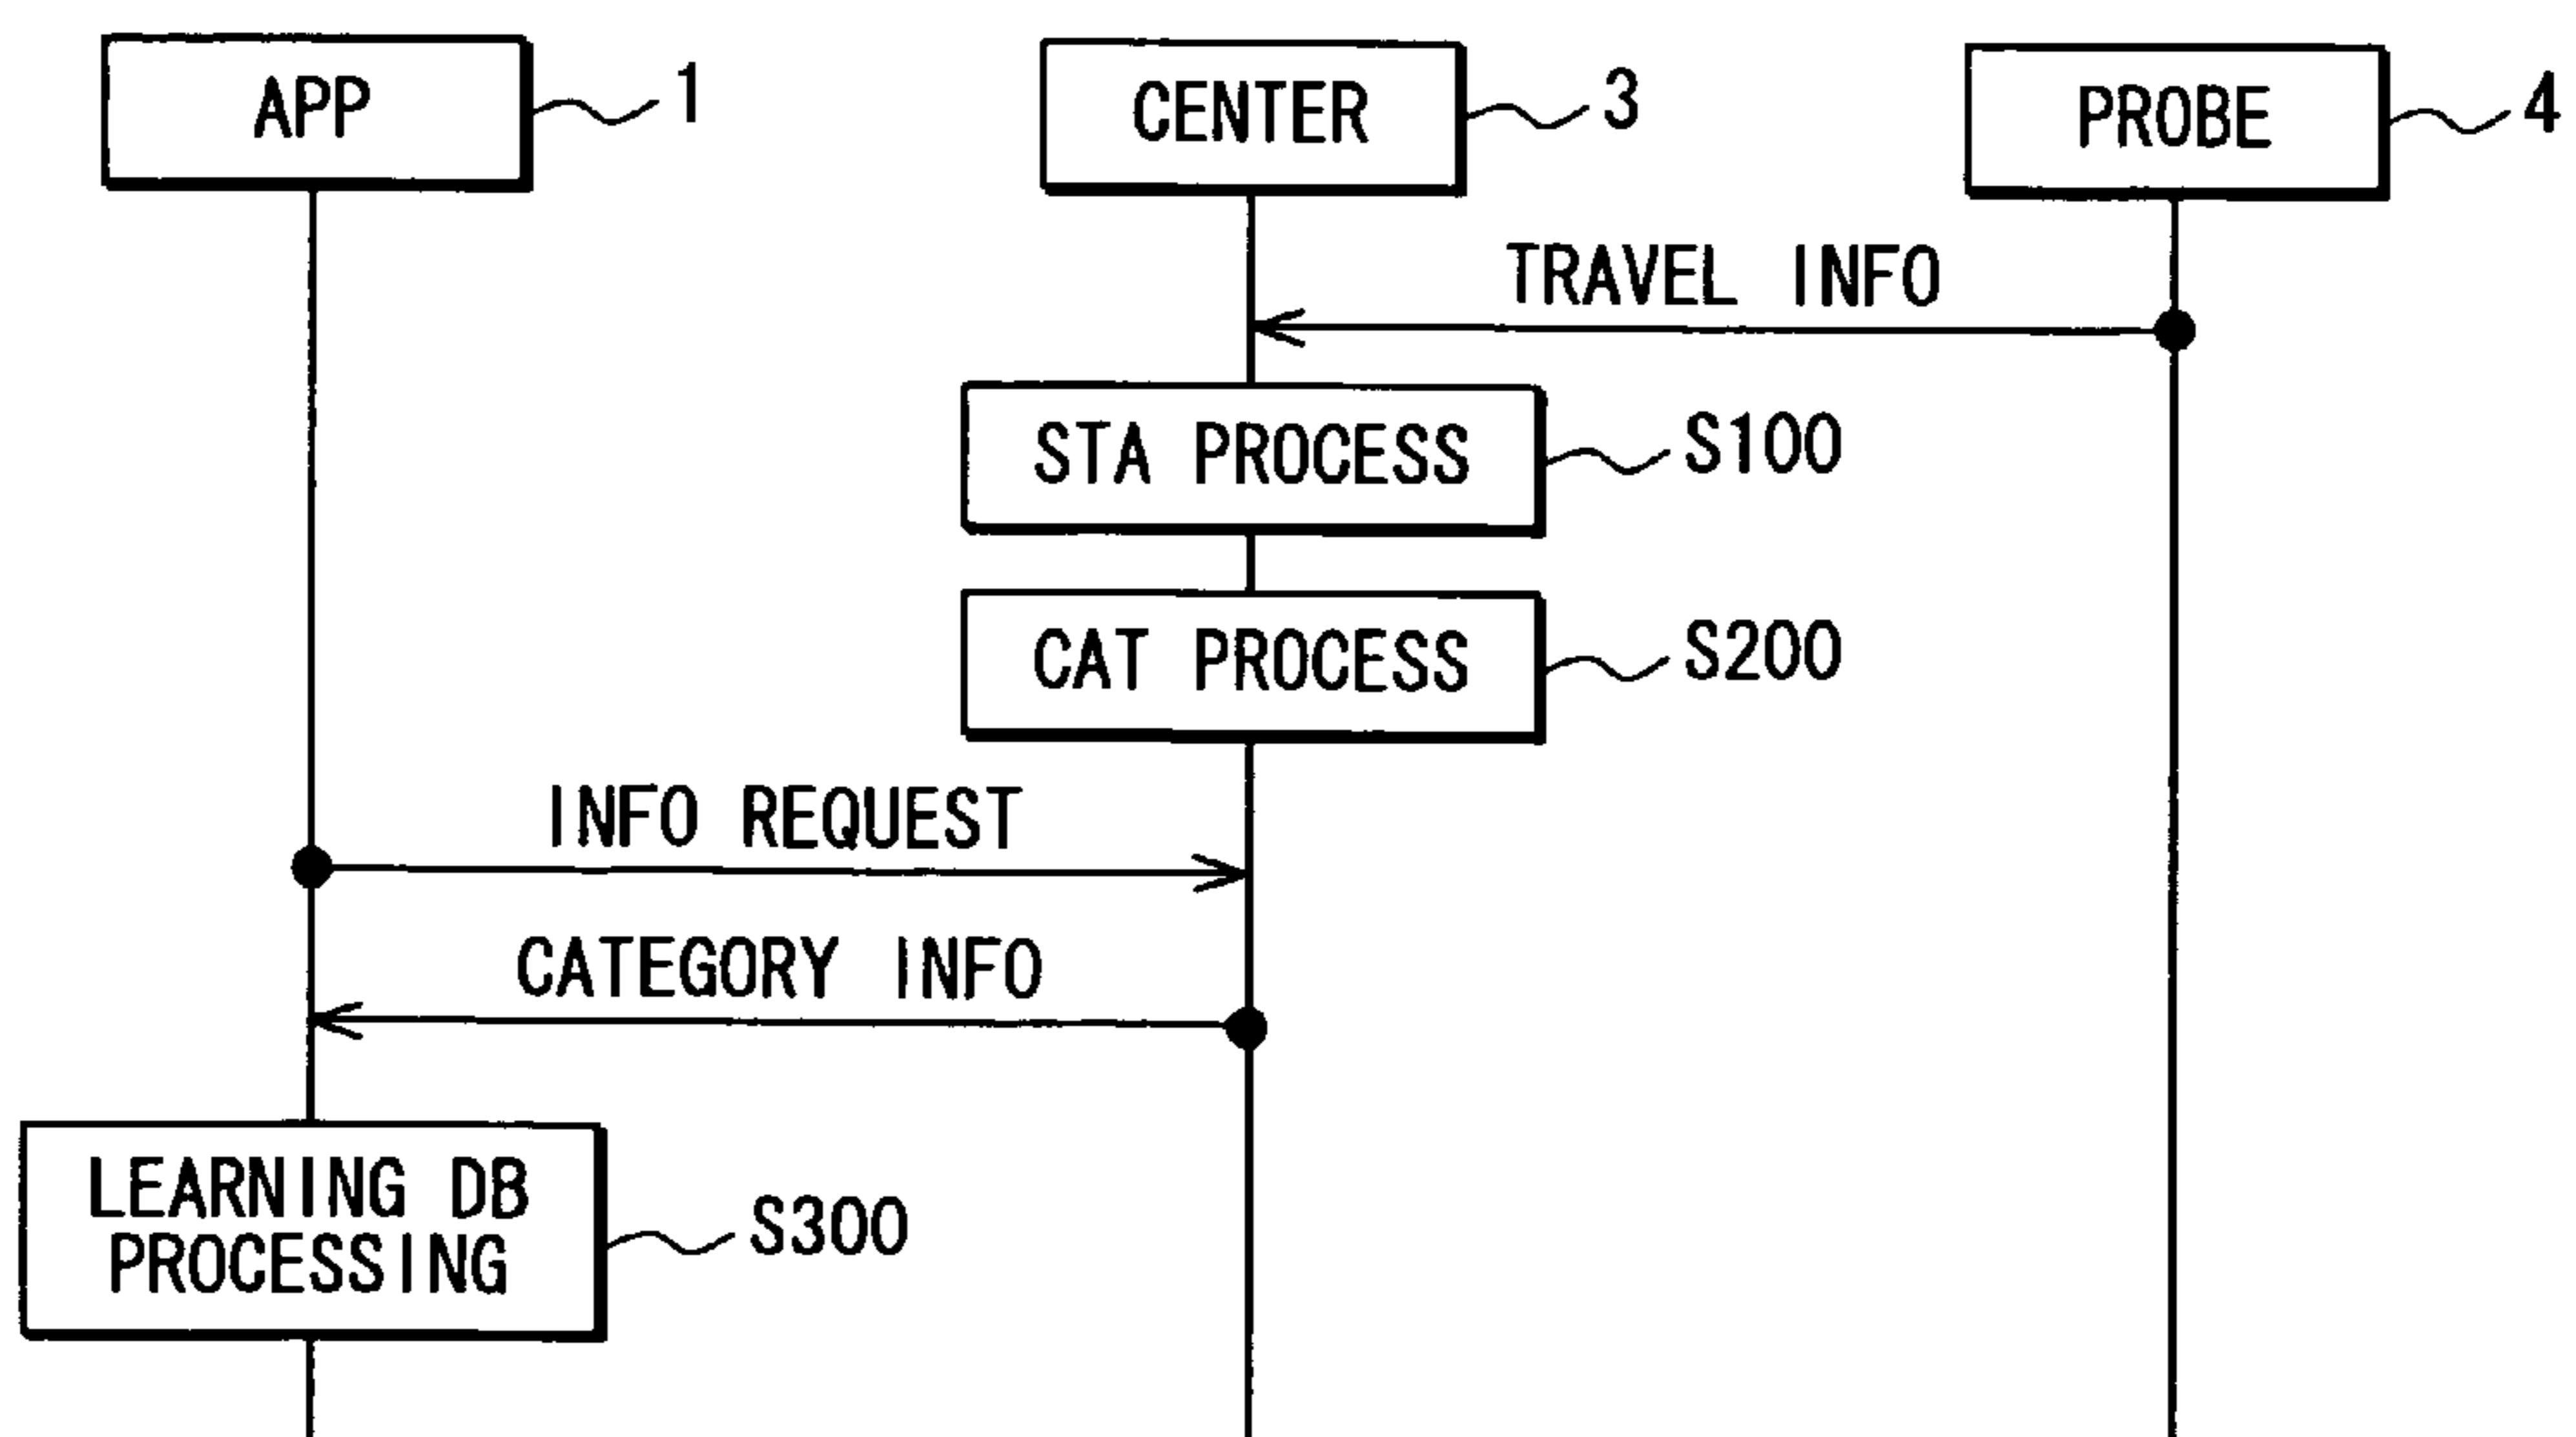 APP 1
CENTER 3
PROBE 4
TRAVEL INFO
STA PROCESS S100
CAT PROCESS S200
INFO REQUEST
CATEGORY INFO
LEARNING DB
PROCESSING
S300